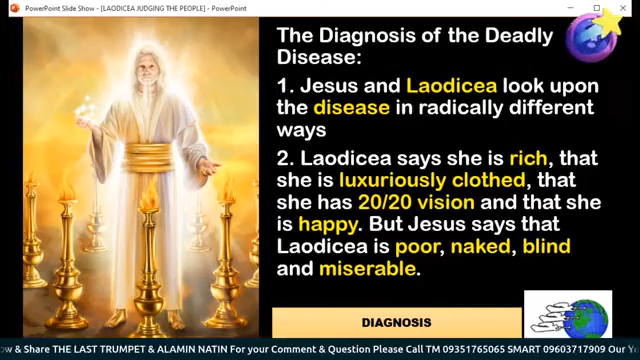 PowerPoint Slide Show - [LAODICEA JUDGING THE PEOPLE] - PowerPoint
The Diagnosis of the Deadly
Disease:
1. Jesus and Laodicea look upon
the disease in radically different
ways
2. Laodicea says she is rich, that
she is luxuriously clothed, that
she has 20/20 vision and that she
is happy. But Jesus says that
Laodicea is poor, naked, blind
and miserable.
DIAGNOSIS
& Share THE LAST TRUMPET & ALAMIN NATIN For your Comment & Question Please Call TM 09351765065 SMART 09603717909 Our